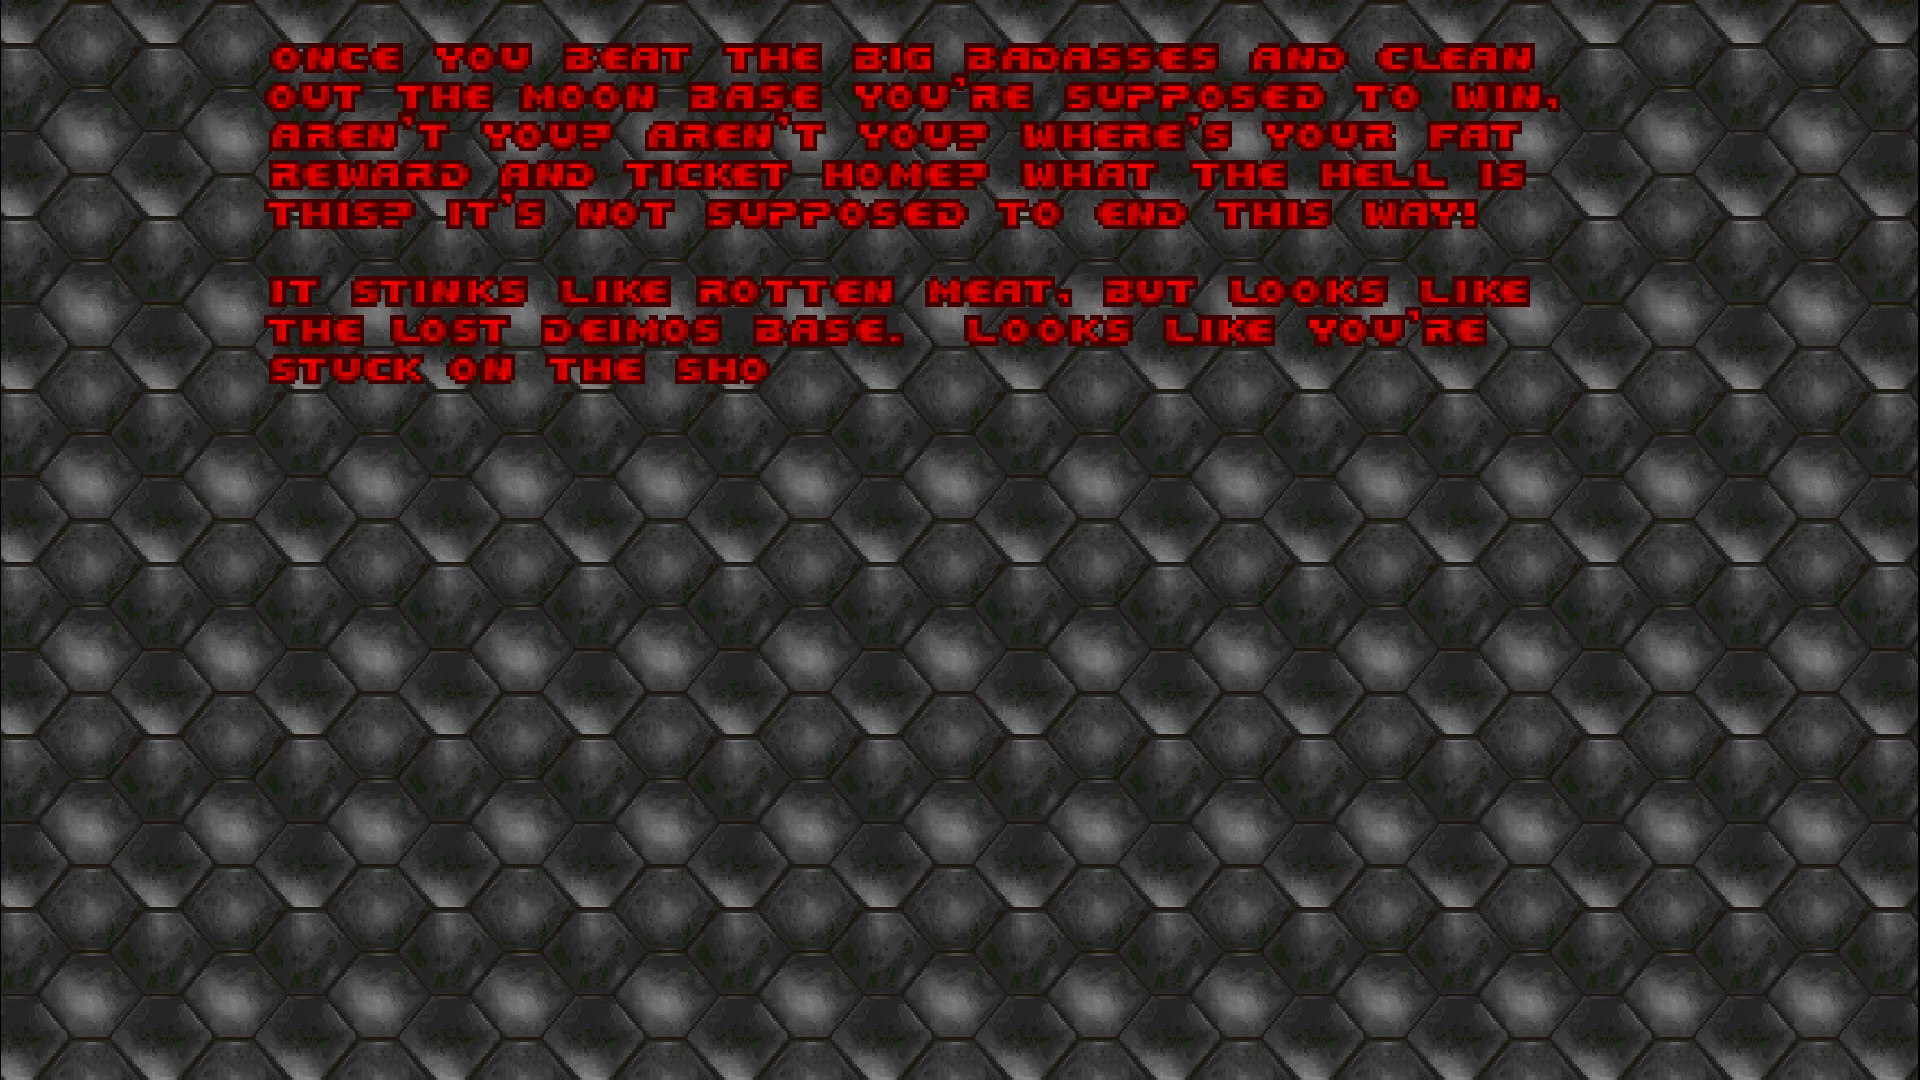 ONCE YOU BEAT THE BIG BADASSES AND CLEAN
OUT THE MOON BASE YOU'RE SUPPOSED TO WIN,
AREN'T YOU? AREN'T YOU? WHERE'S YOUR FAT
REWARD AND TICKET HOME? WHAT THE HELL IS
THIS? IT'S NOT SUPPOSED TO END THIS WAY!
IT STINKS LIKE ROTTEN MEAT, BUT LOOKS LIKE
THE LOST DEIMOS BASE.  LOOKS LIKE YOU'RE
STUCK ON THE SHO